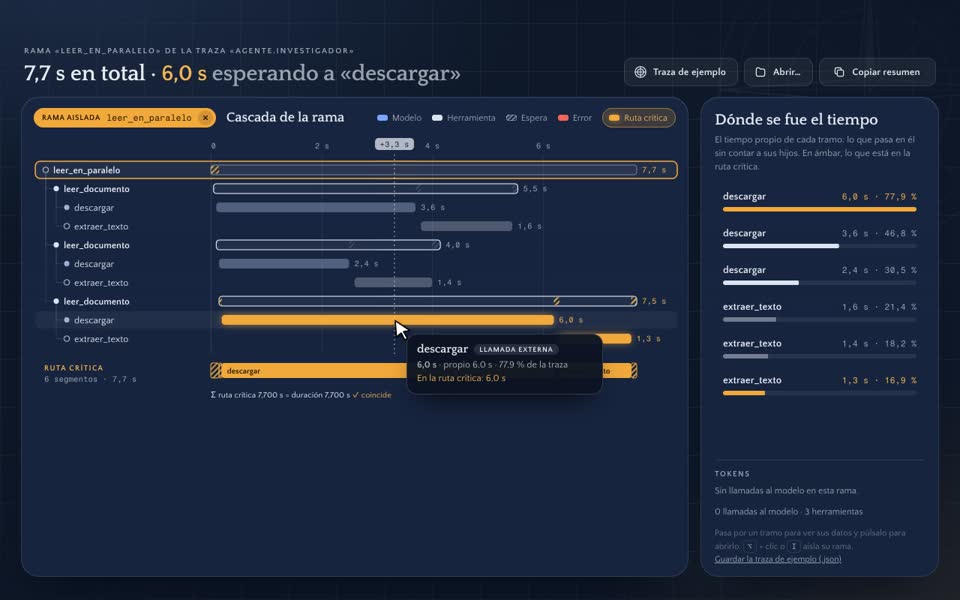 RAMA «LEER_EN_PARALELO» DE LA TRAZA «AGENTE.INVESTIGADOR»
7,7 s en total · 6,0 s esperando a «descargar»
Traza de ejemplo
Abrir…
Copiar resumen
RAMA AISLADA leer_en_paralelo ×
Cascada de la rama
Modelo
Herramienta
Espera
Error
Ruta crítica
0
2 s
+3,3 s
4 s
6 s
leer_en_paralelo 7,7 s
leer_documento 5,5 s
descargar 3,6 s
extraer_texto 1,6 s
leer_documento 4,0 s
descargar 2,4 s
extraer_texto 1,4 s
leer_documento 7,5 s
descargar 6,0 s
extraer_texto 1,3 s
descargar LLAMADA EXTERNA
6,0 s · propio 6,0 s · 77,9 % de la traza
En la ruta crítica: 6,0 s
RUTA CRÍTICA
6 segmentos · 7,7 s
descargar
to
Σ ruta crítica 7,700 s = duración 7,700 s ✓ coincide
Dónde se fue el tiempo
El tiempo propio de cada tramo: lo que pasa en él
sin contar a sus hijos. En ámbar, lo que está en la
ruta crítica.
descargar 6,0 s · 77,9 %
descargar 3,6 s · 46,8 %
descargar 2,4 s · 30,5 %
extraer_texto 1,6 s · 21,4 %
extraer_texto 1,4 s · 18,2 %
extraer_texto 1,3 s · 16,9 %
TOKENS
Sin llamadas al modelo en esta rama.
0 llamadas al modelo · 3 herramientas
Pasa por un tramo para ver sus datos y púlsalo para
abrirlo. ⌥ + clic o I aísla su rama.
Guardar la traza de ejemplo (.json)